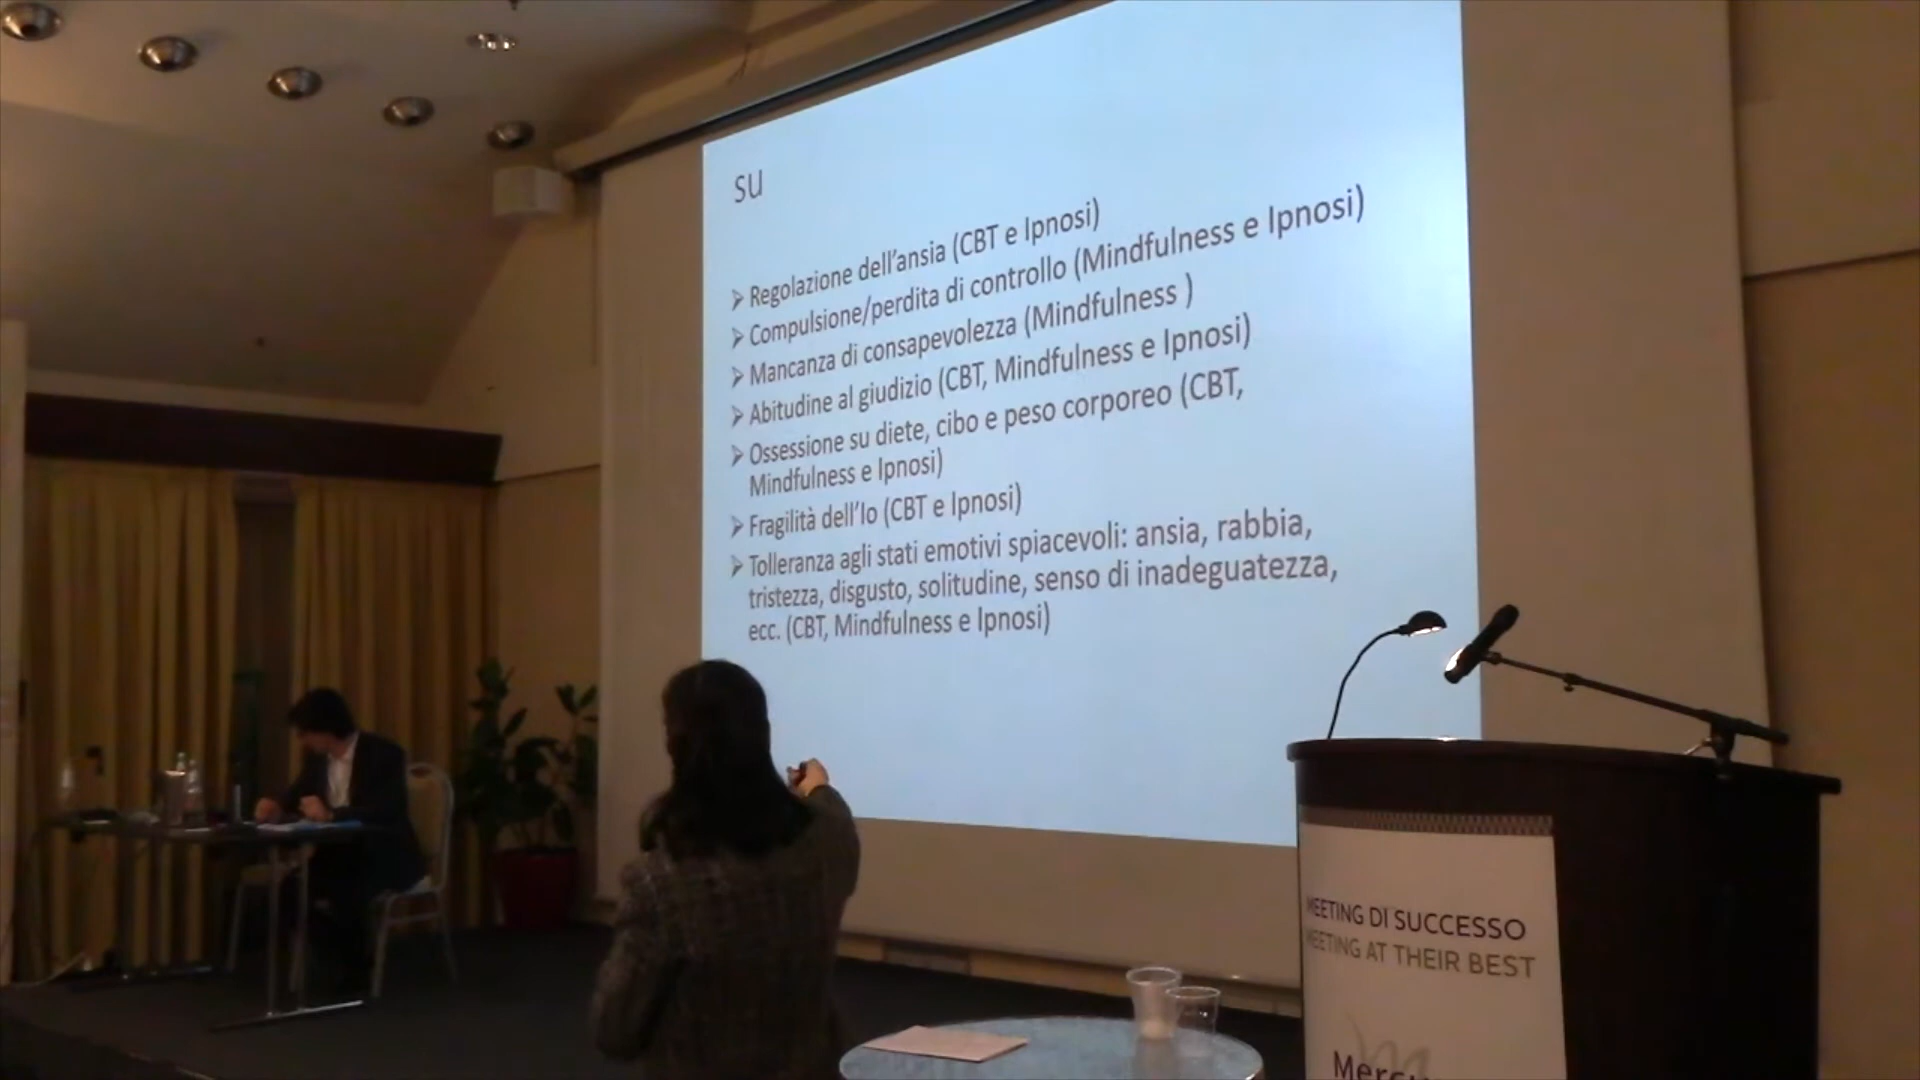 su
➢ Regolazione dell'ansia (CBT e Ipnosi)
➢ Compulsione/perdita di controllo (Mindfulness e Ipnosi)
➢ Mancanza di consapevolezza (Mindfulness )
➢ Abitudine al giudizio (CBT, Mindfulness e Ipnosi)
➢ Ossessione su diete, cibo e peso corporeo (CBT,
Mindfulness e Ipnosi)
➢ Fragilità dell'Io (CBT e Ipnosi)
➢ Tolleranza agli stati emotivi spiacevoli: ansia, rabbia,
tristezza, disgusto, solitudine, senso di inadeguatezza,
ecc. (CBT, Mindfulness e Ipnosi)
MEETING DI SUCCESSO
MEETING AT THEIR BEST